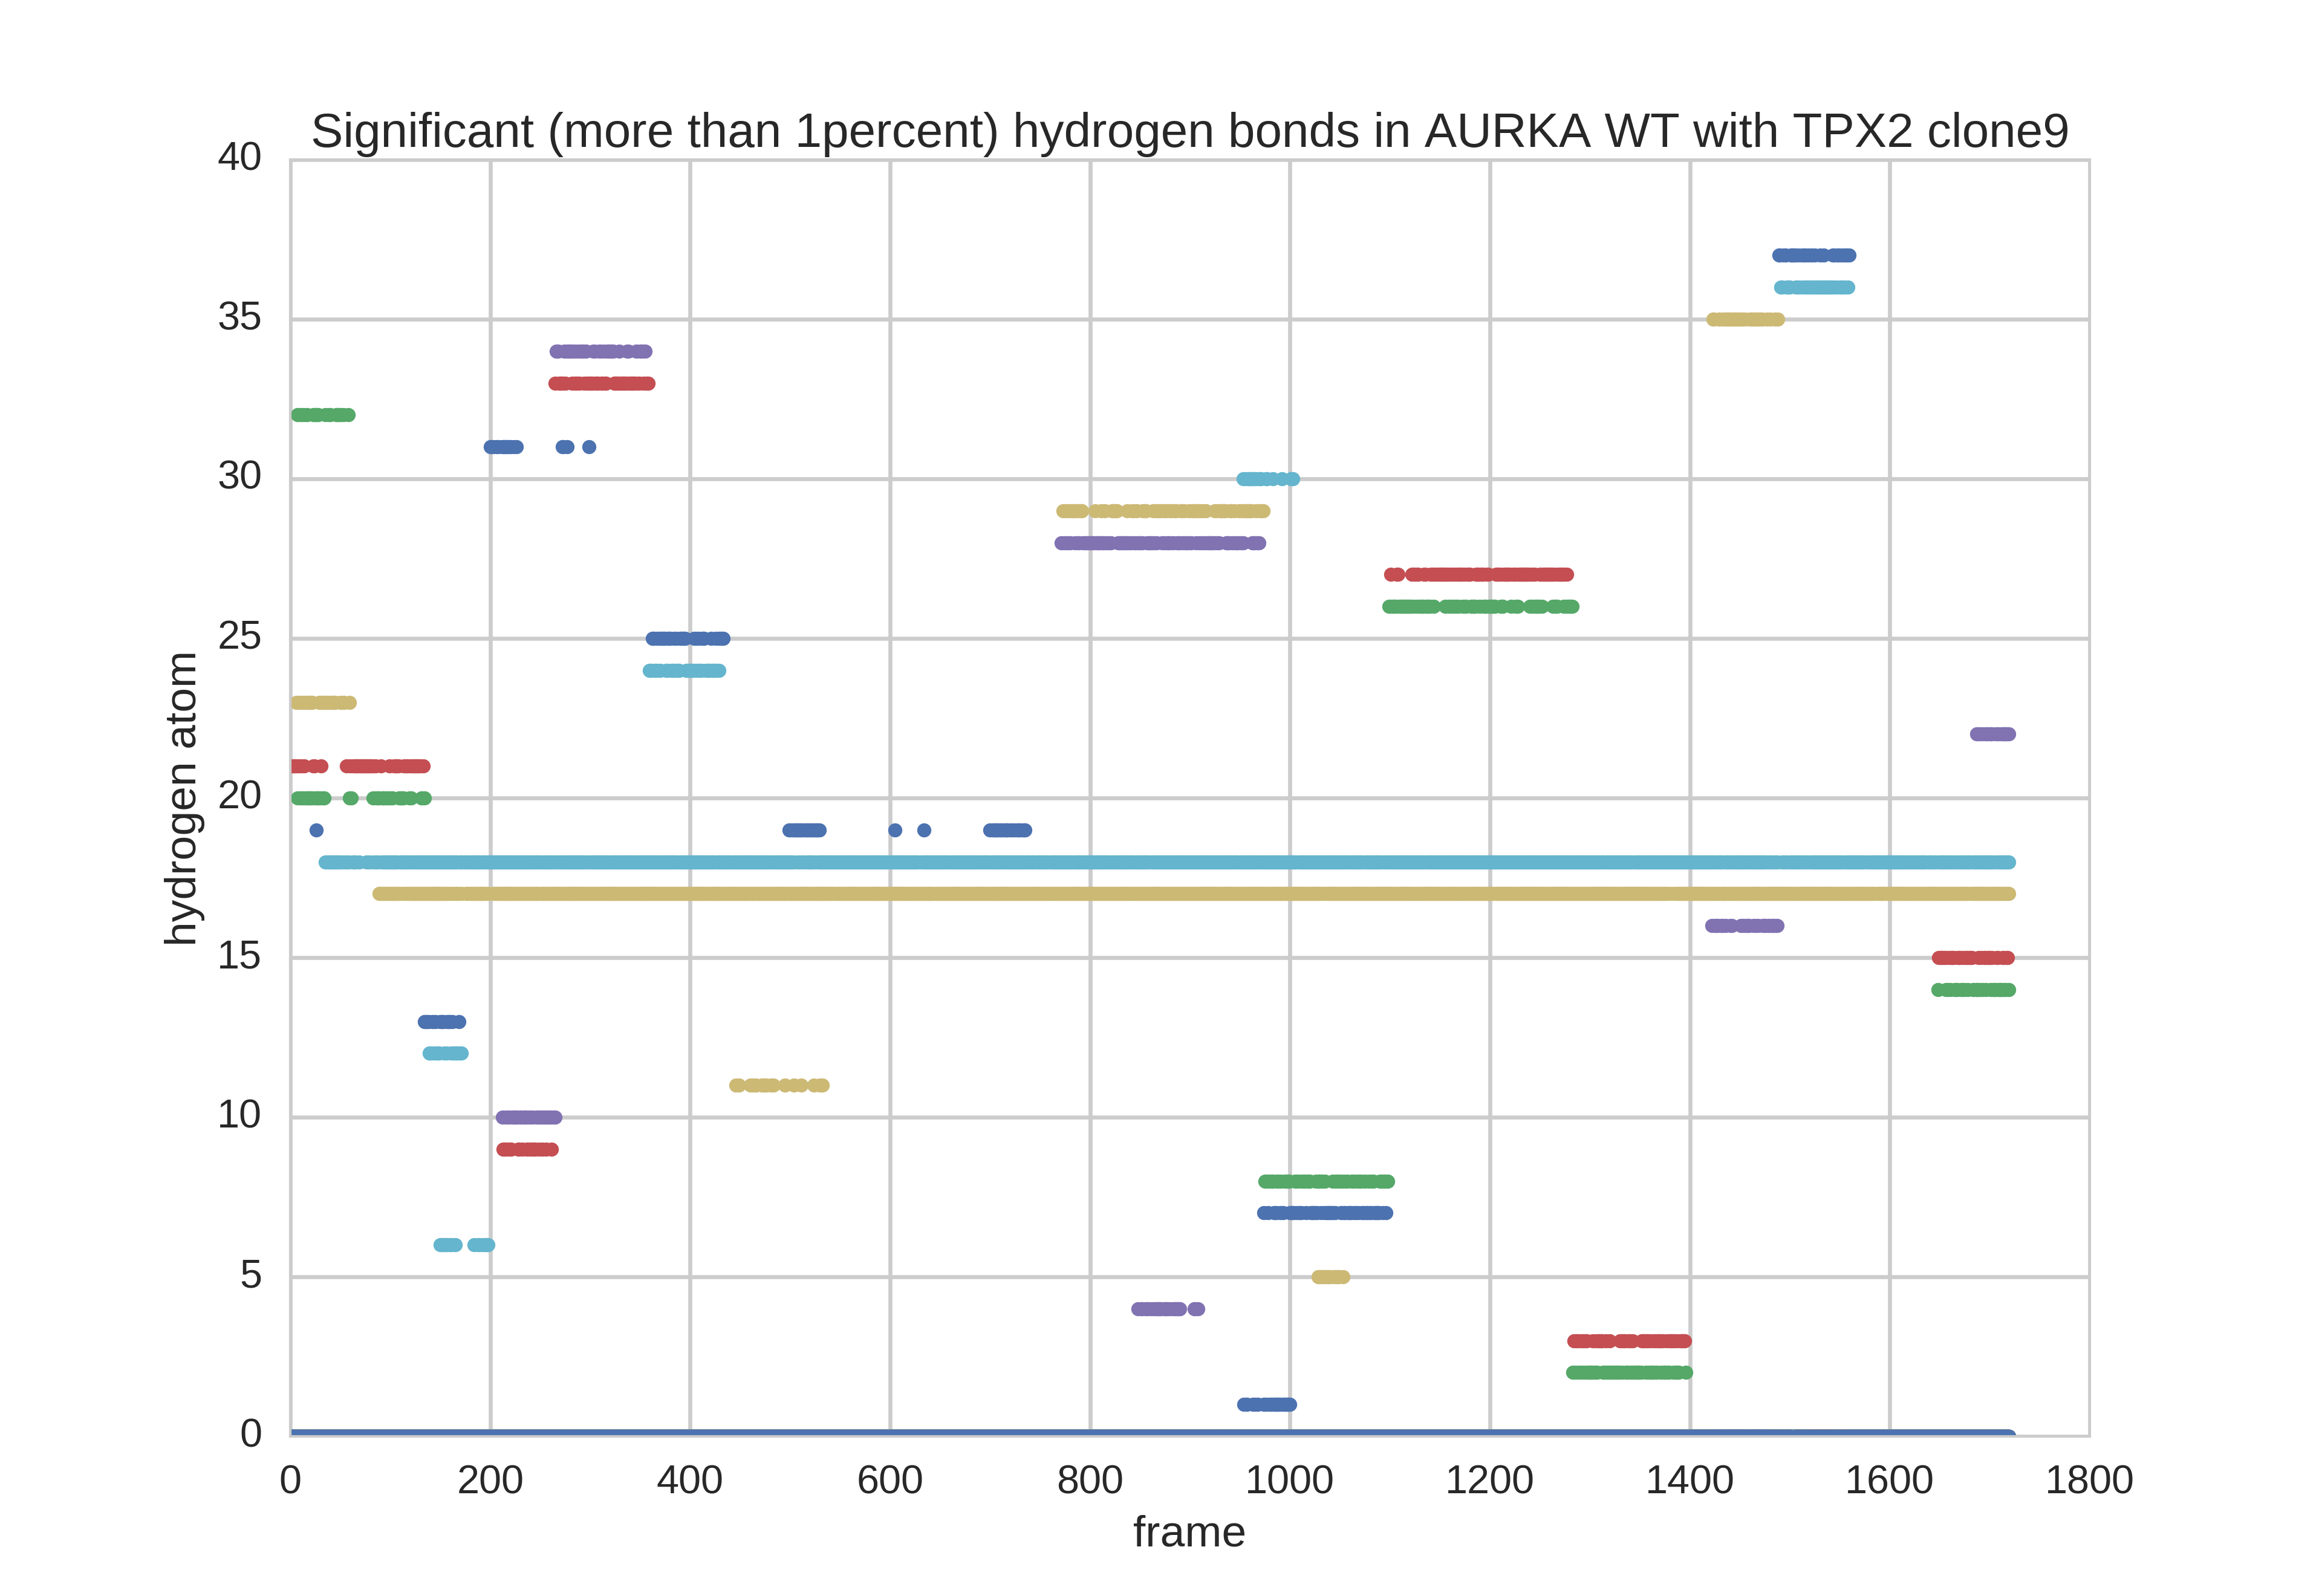 Significant (more than 1percent) hydrogen bonds in AURKA WT with TPX2 clone9
40
35
30
25
20
15
10
5
0
hydrogen atom
0 200 400 600 800 1000 1200 1400 1600 1800
frame